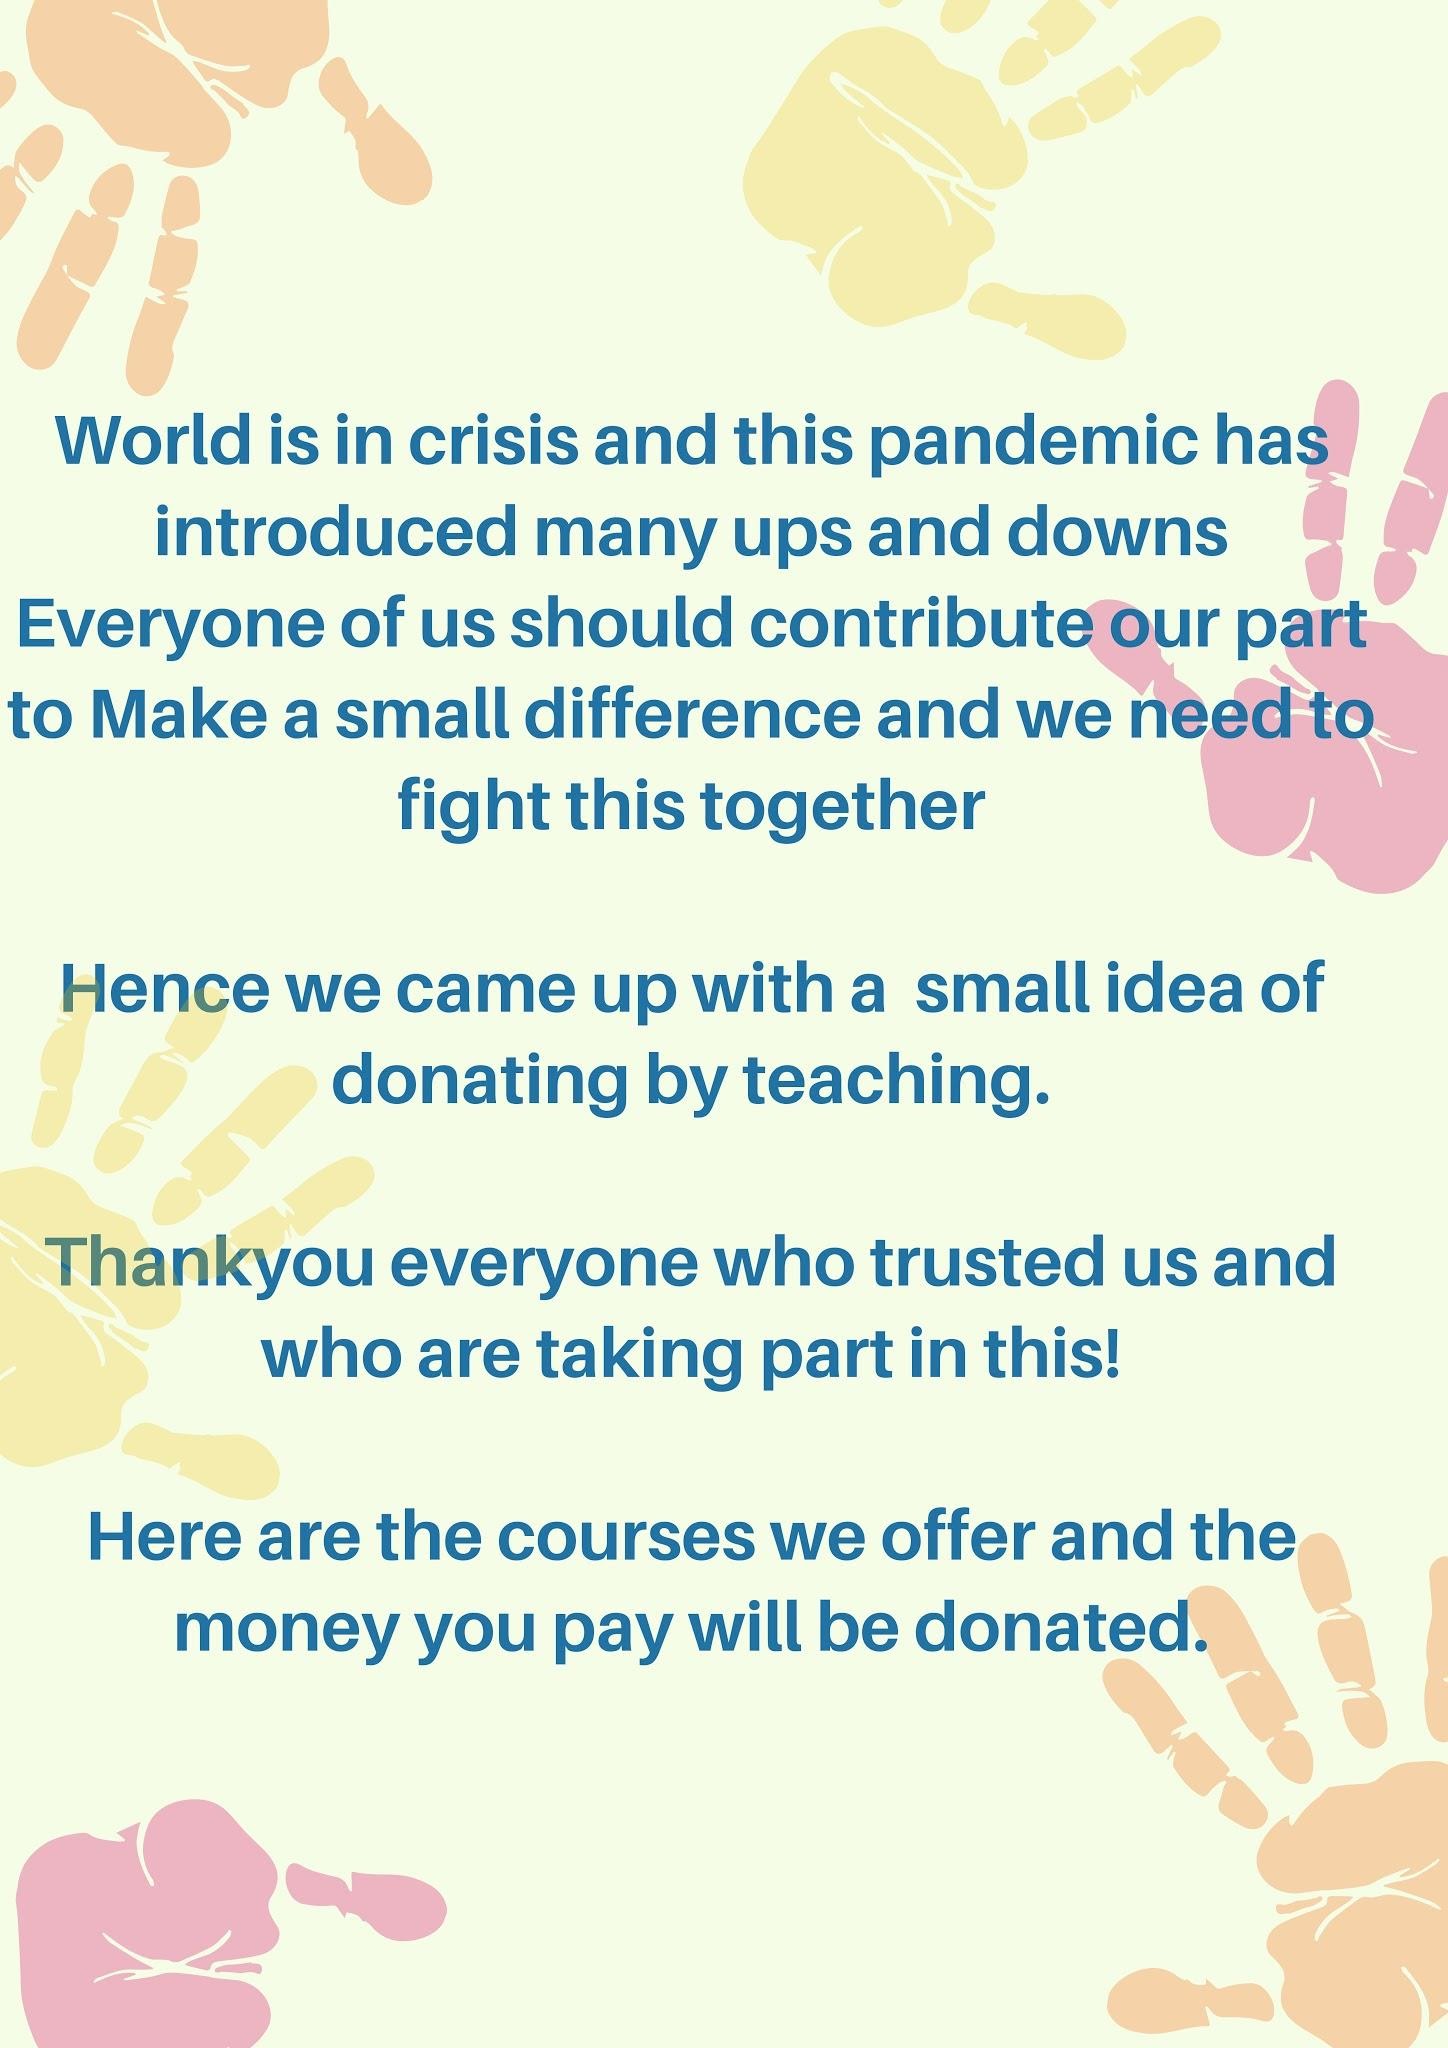 World is in crisis and this pandemic has
introduced many ups and downs
Everyone of us should contribute our part
to Make a small difference and we need to
fight this together
Hence we came up with a  small idea of
donating by teaching.
Thankyou everyone who trusted us and
who are taking part in this!
Here are the courses we offer and the
money you pay will be donated.